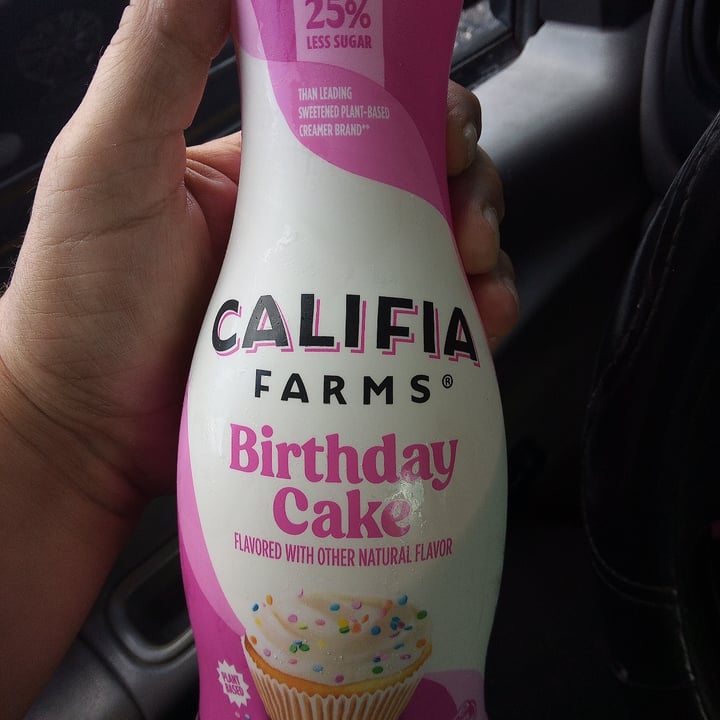 25%
LESS SUGAR
THAN LEADING
SWEETENED PLANT-BASED
CREAMER BRAND**
CALIFIA
FARMS®
Birthday
Cake
FLAVORED WITH OTHER NATURAL FLAVOR
PLANT
BASED